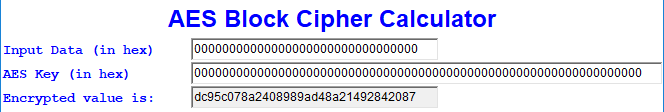 AES Block Cipher Calculator
Input Data (in hex) 00000000000000000000000000000000
AES Key (in hex) 0000000000000000000000000000000000000000000000000000000000000000
Encrypted value is: dc95c078a2408989ad48a21492842087